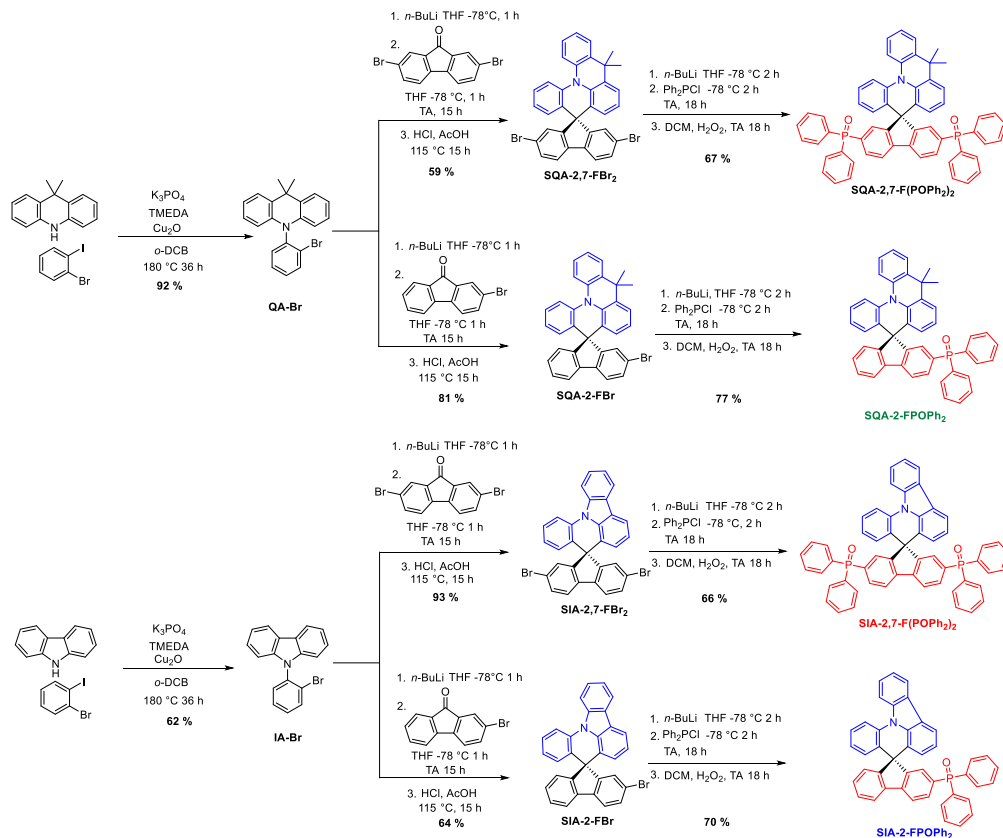 1. n-BuLi THF -78°C, 1 h
2.
O
Br
Br
THF -78 °C, 1 h
TA, 15 h
3. HCl, AcOH
115 °C 15 h
59 %
N
Br
Br
SQA-2,7-FBr₂
1. n-BuLi THF -78 °C 2 h
2. Ph₂PCl -78 °C 2 h
TA, 18 h
3. DCM, H₂O₂, TA 18 h
67 %
N
O
P
O
P
SQA-2,7-F(POPh₂)₂
N
H
I
Br
K₃PO₄
TMEDA
Cu₂O
o-DCB
180 °C 36 h
92 %
N
Br
QA-Br
1. n-BuLi THF -78°C 1 h
2.
O
Br
THF -78 °C 1 h
TA 15 h
3. HCl, AcOH
115 °C 15 h
81 %
N
Br
SQA-2-FBr
1. n-BuLi, THF -78 °C 2 h
2. Ph₂PCl -78 °C 2 h
TA, 18 h
3. DCM, H₂O₂, TA 18 h
77 %
N
O
P
SQA-2-FPOPh₂
1. n-BuLi THF -78°C 1 h
2.
O
Br
Br
THF -78 °C 1 h
TA 15 h
3. HCl, AcOH
115 °C, 15 h
93 %
N
Br
Br
SIA-2,7-FBr₂
1. n-BuLi THF -78 °C 2 h
2. Ph₂PCl -78 °C, 2 h
TA 18 h
3. DCM, H₂O₂, TA 18 h
66 %
N
O
P
O
P
SIA-2,7-F(POPh₂)₂
N
H
I
Br
K₃PO₄
TMEDA
Cu₂O
o-DCB
180 °C 36 h
62 %
N
Br
IA-Br
1. n-BuLi THF -78°C 1 h
2.
O
Br
THF -78 °C 1 h
TA 15 h
3. HCl, AcOH
115 °C, 15 h
64 %
N
Br
SIA-2-FBr
1. n-BuLi THF -78 °C 2 h
2. Ph₂PCl -78 °C 2 h
TA, 18 h
3. DCM, H₂O₂, TA 18 h
70 %
N
O
P
SIA-2-FPOPh₂